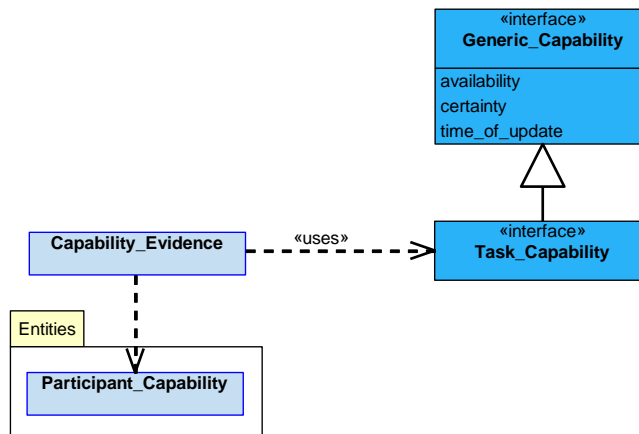 «interface»
Generic_Capability
availability
certainty
time_of_update
Capability_Evidence
«uses»
«interface»
Task_Capability
Entities
Participant_Capability